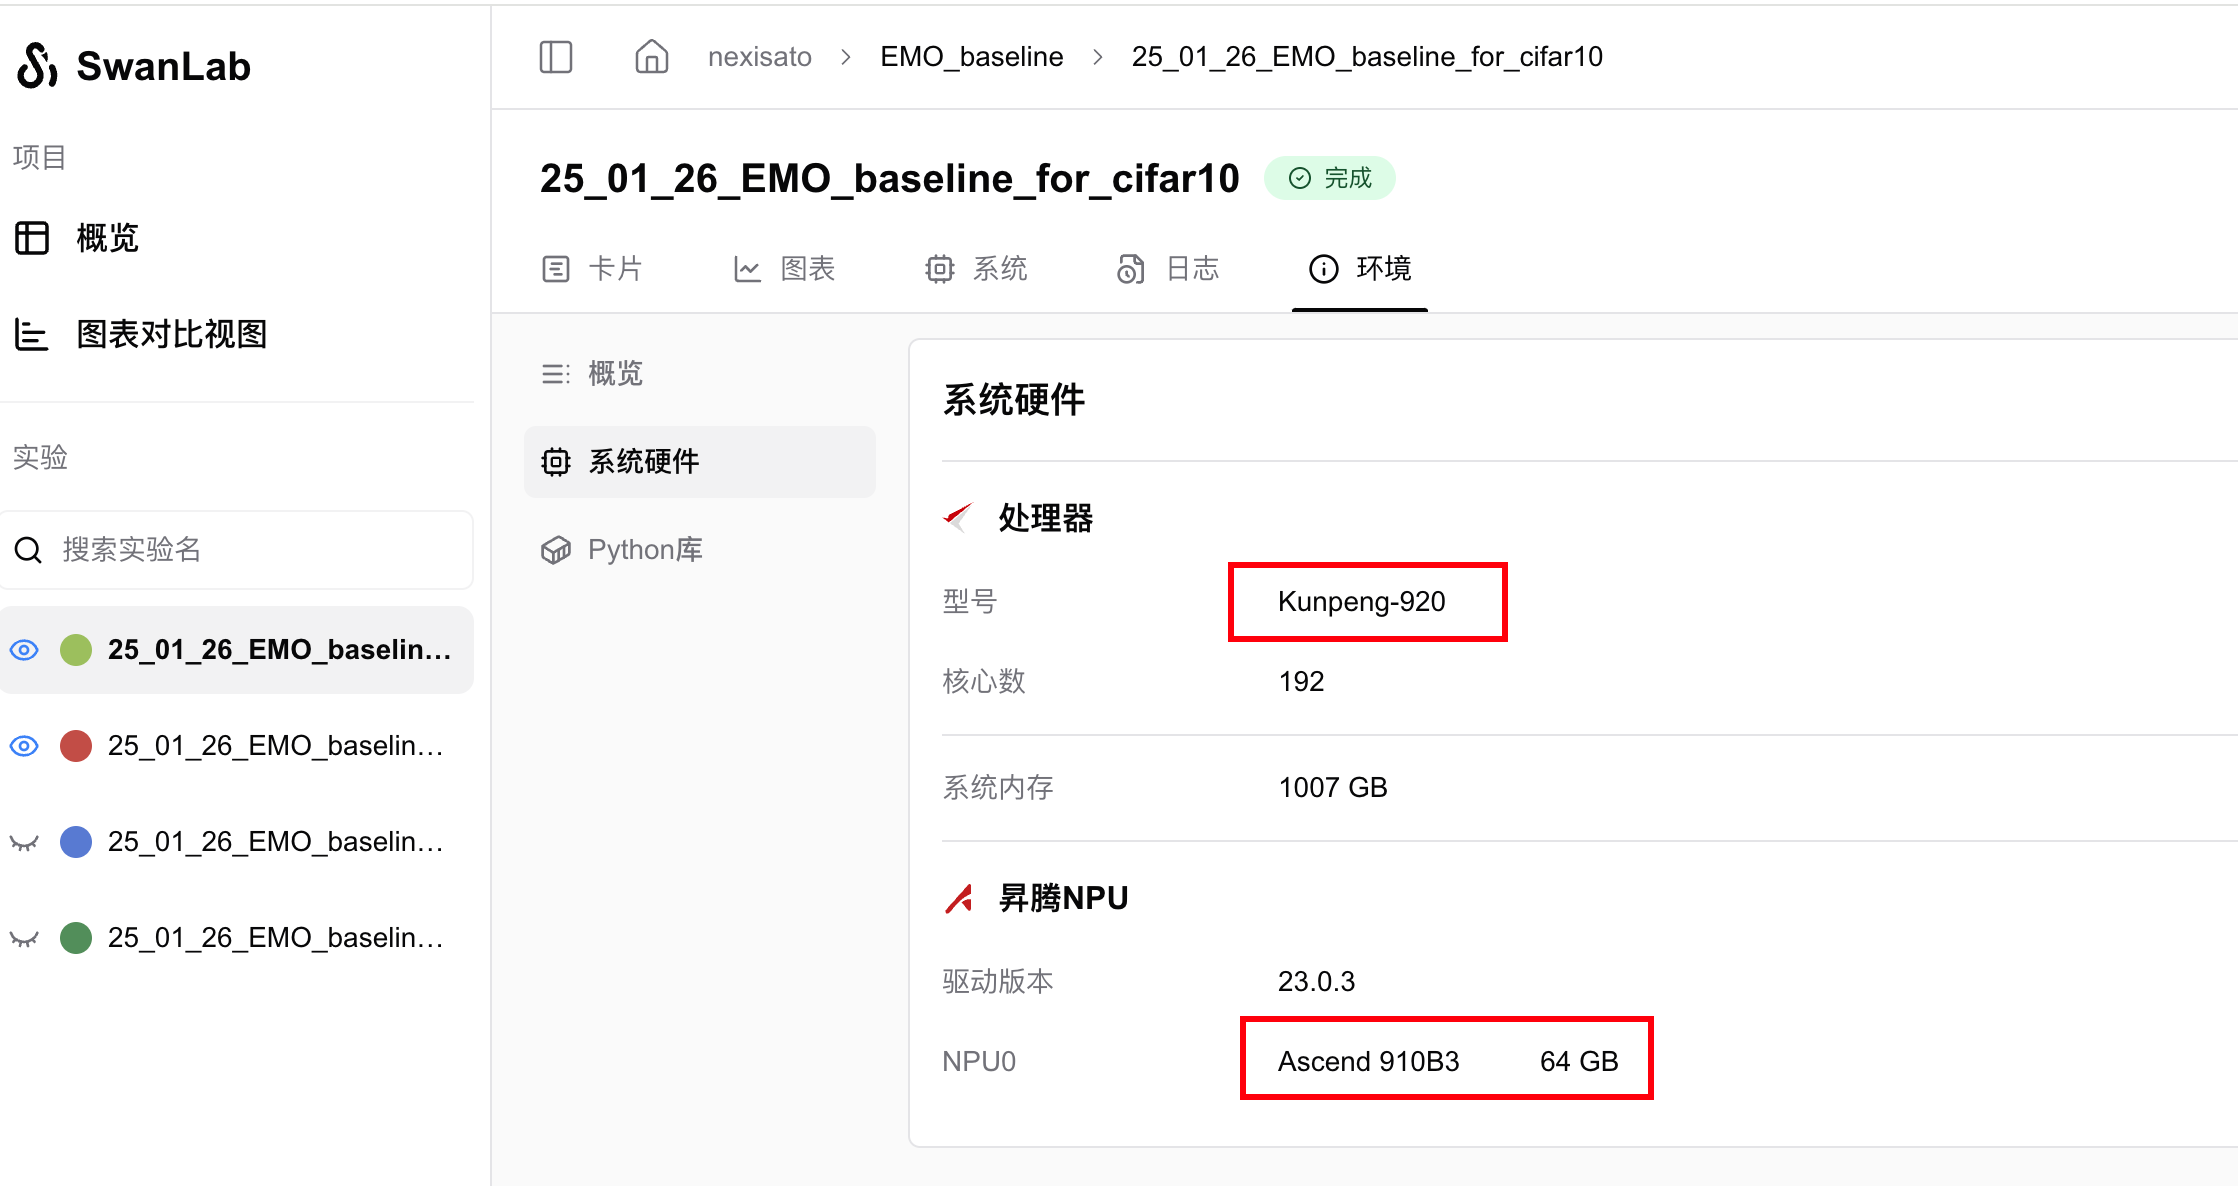 SwanLab
项目
概览
图表对比视图
实验
搜索实验名
25_01_26_EMO_baselin...
25_01_26_EMO_baselin...
25_01_26_EMO_baselin...
25_01_26_EMO_baselin...
nexisato > EMO_baseline > 25_01_26_EMO_baseline_for_cifar10
25_01_26_EMO_baseline_for_cifar10 完成
卡片 图表 系统 日志 环境
概览
系统硬件
Python库
系统硬件
处理器
型号 Kunpeng-920
核心数 192
系统内存 1007 GB
昇腾NPU
驱动版本 23.0.3
NPU0 Ascend 910B3 64 GB